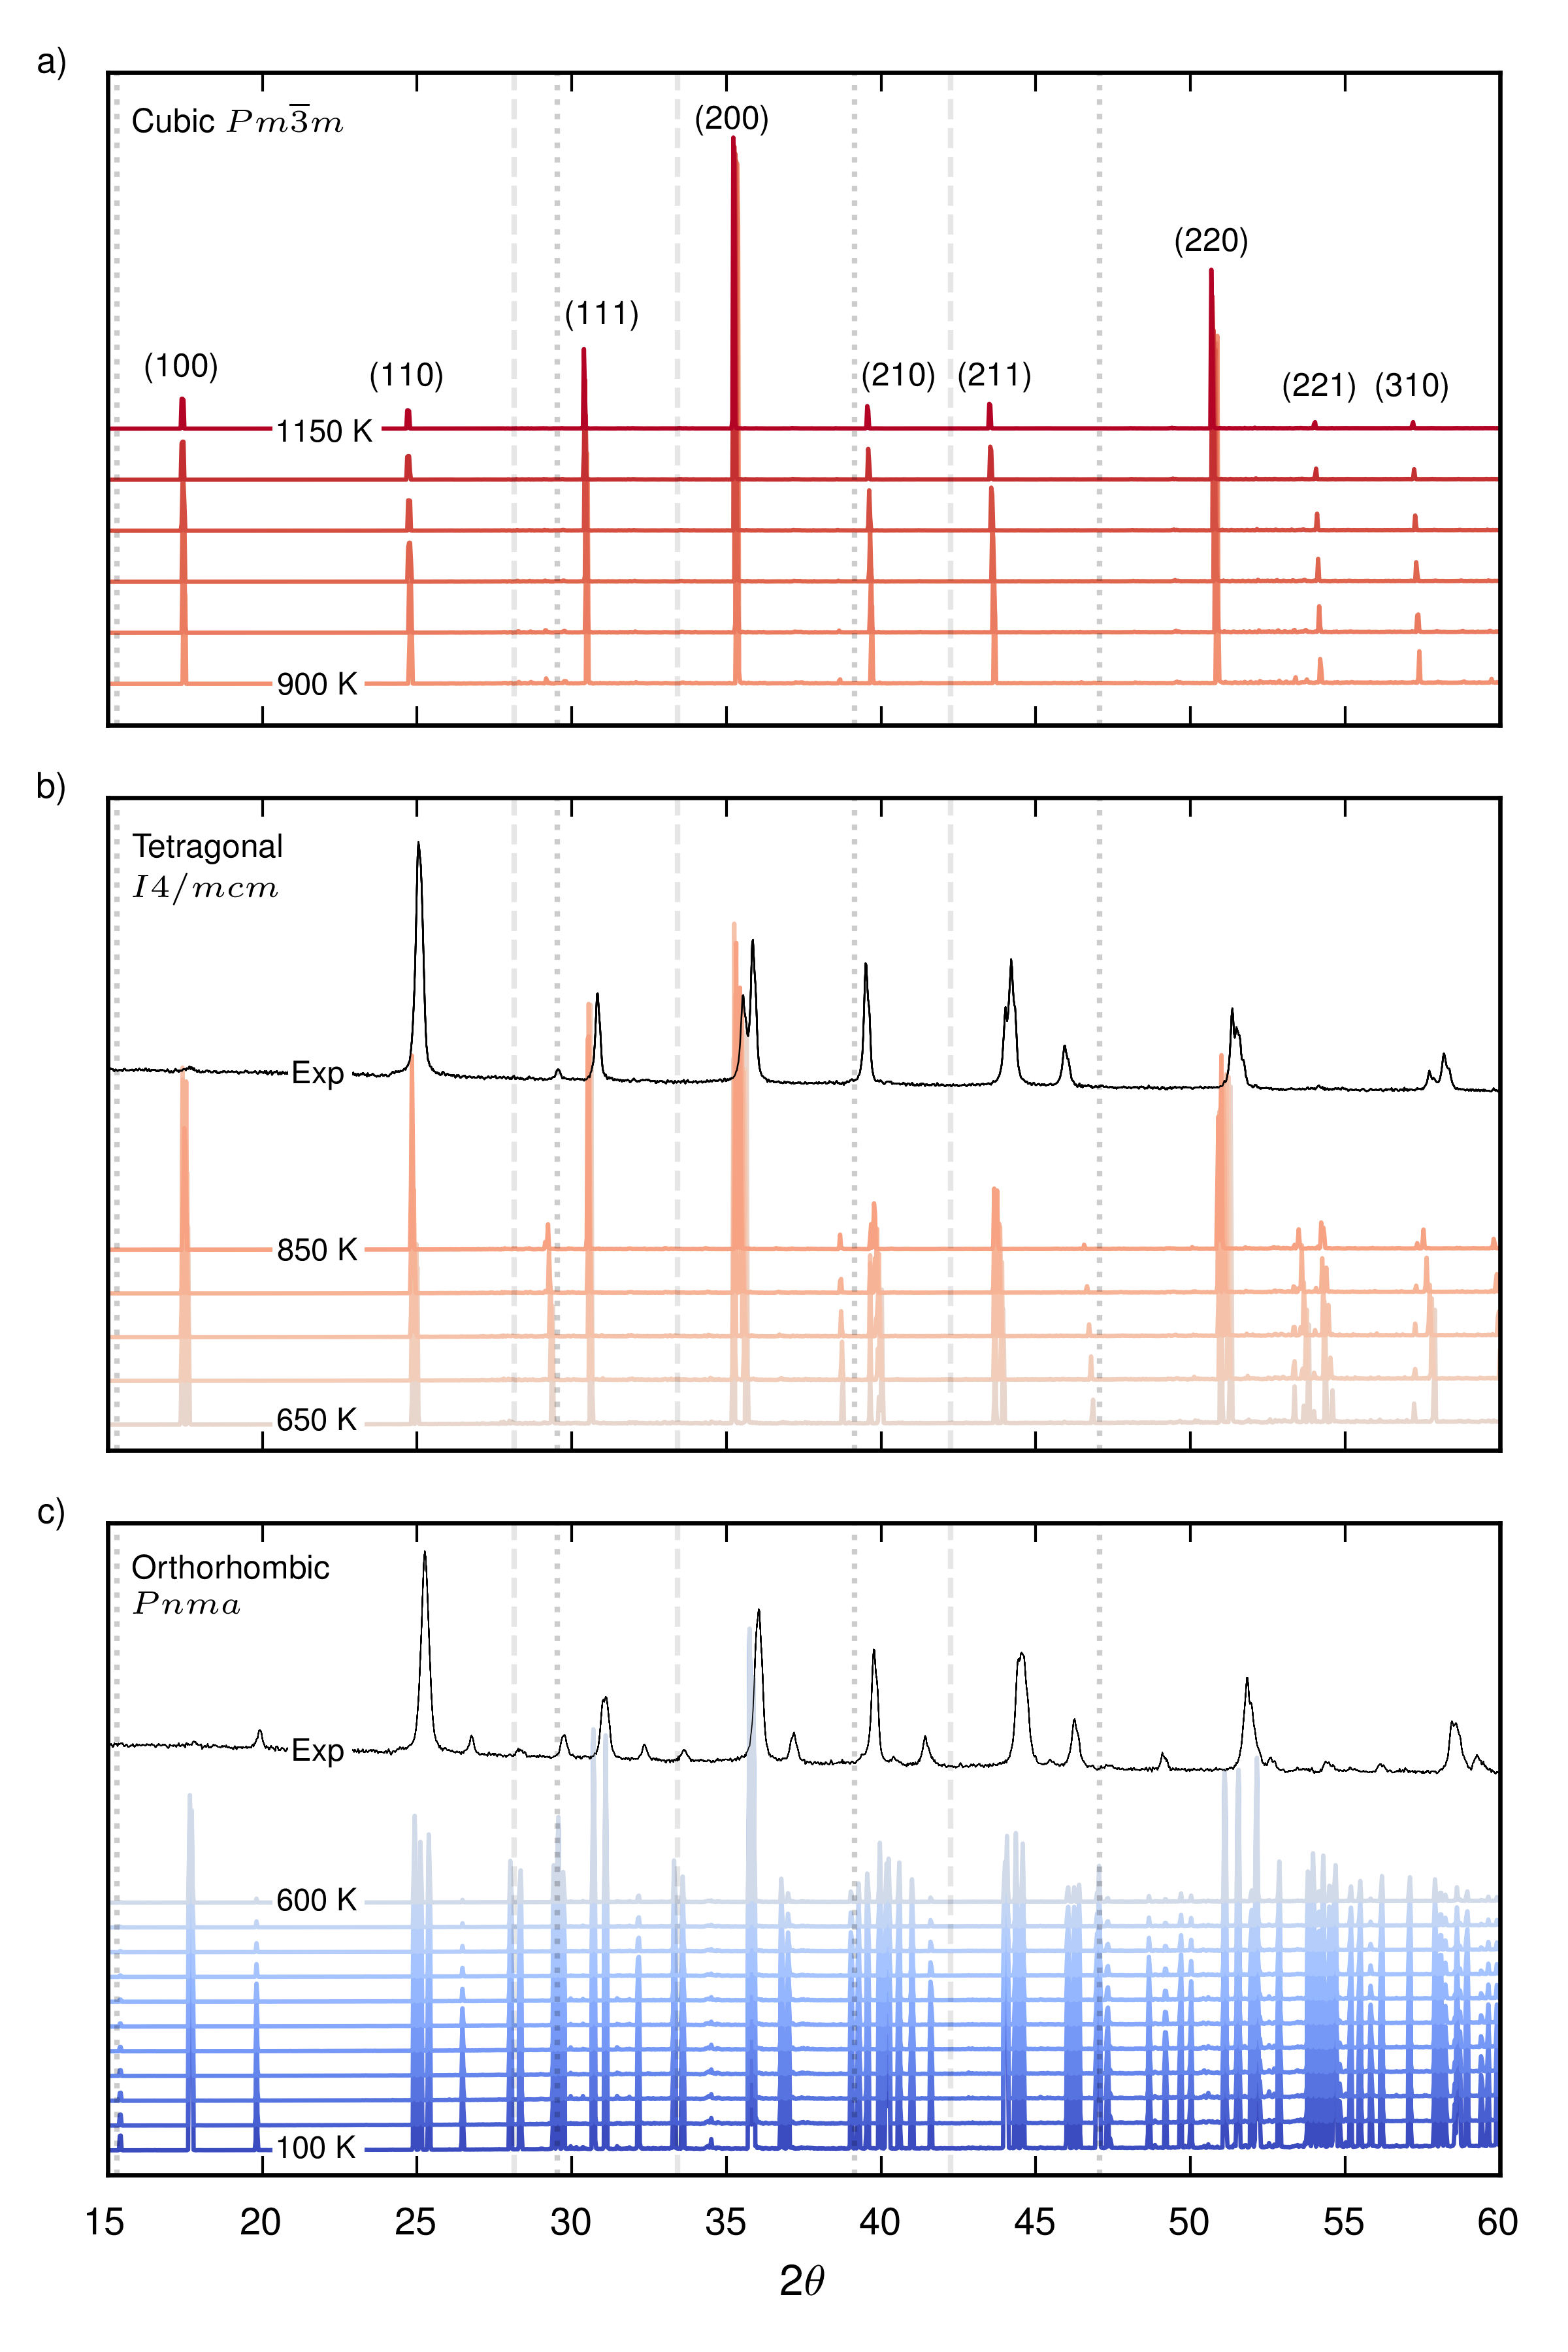 a)
Cubic Pm3̅m
(200)
(220)
(111)
(100)
(110)
(210)
(211)
(221)
(310)
1150 K
900 K
b)
Tetragonal
I4/mcm
Exp
850 K
650 K
c)
Orthorhombic
Pnma
Exp
600 K
100 K
15 20 25 30 35 40 45 50 55 60
2θ